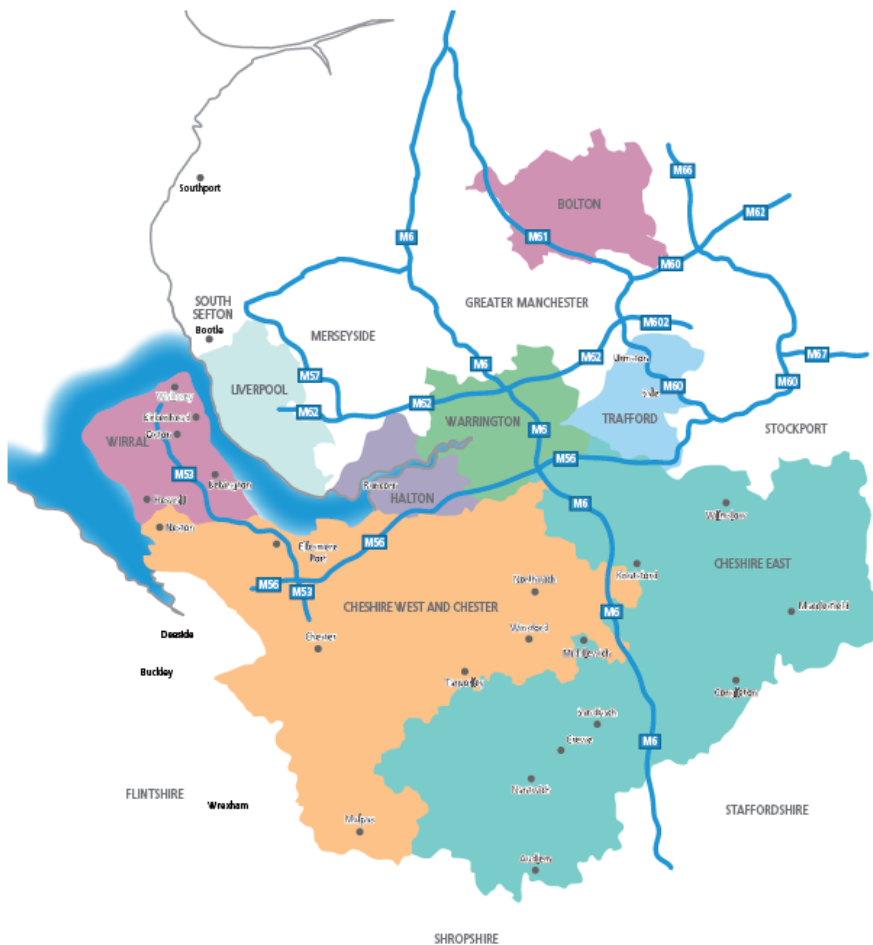 M66
Southport
BOLTON
M62
M6
M61
M60
SOUTH
SEFTON
GREATER MANCHESTER
Bootle
MERSEYSIDE
M602
M62
M67
M6
Urmston
M57
M60
M60
LIVERPOOL
Sale
Wallasey
M62
M62
Birkenhead
WARRINGTON
TRAFFORD
M6
STOCKPORT
Oxton
WIRRAL
M56
M53
Bebington
Runcorn
HALTON
Heswall
M6
Wilmslow
Neston
M56
Ellesmere
Port
CHESHIRE EAST
Knutsford
Northwich
M56
M53
CHESHIRE WEST AND CHESTER
M6
Macclesfield
Deeside
Chester
Winsford
Middlewich
Buckley
Tarporley
Congleton
Sandbach
Crewe
M6
Nantwich
FLINTSHIRE
Wrexham
STAFFORDSHIRE
Malpas
Audlem
SHROPSHIRE